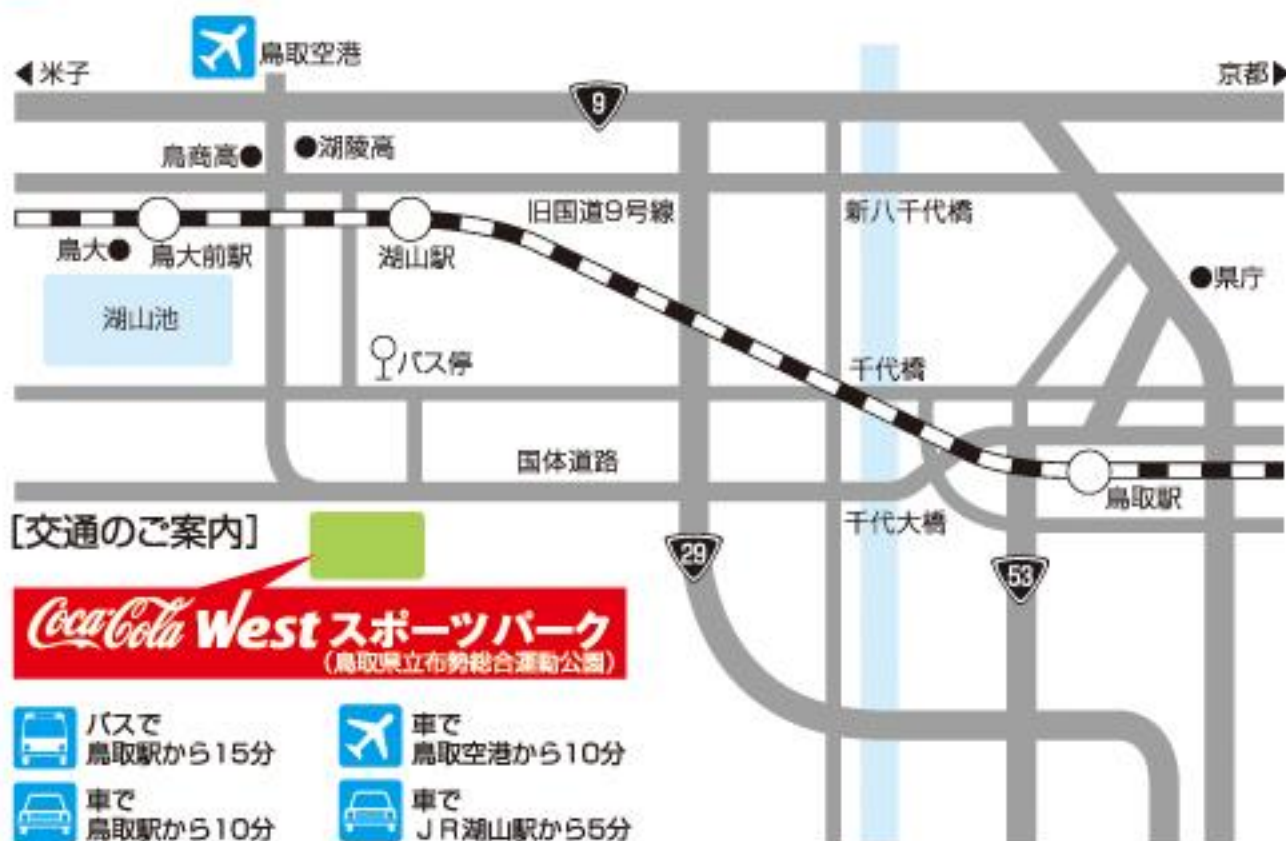 鳥取空港
◀米子
京都▶
9
鳥商高●
●湖陵高
旧国道9号線
新八千代橋
鳥大●
鳥大前駅
湖山駅
●県庁
湖山池
バス停
千代橋
国体道路
鳥取駅
千代大橋
[交通のご案内]
29
53
Coca-Cola West スポーツパーク
(鳥取県立布勢総合運動公園)
バスで
鳥取駅から15分
車で
鳥取空港から10分
車で
鳥取駅から10分
車で
JR湖山駅から5分